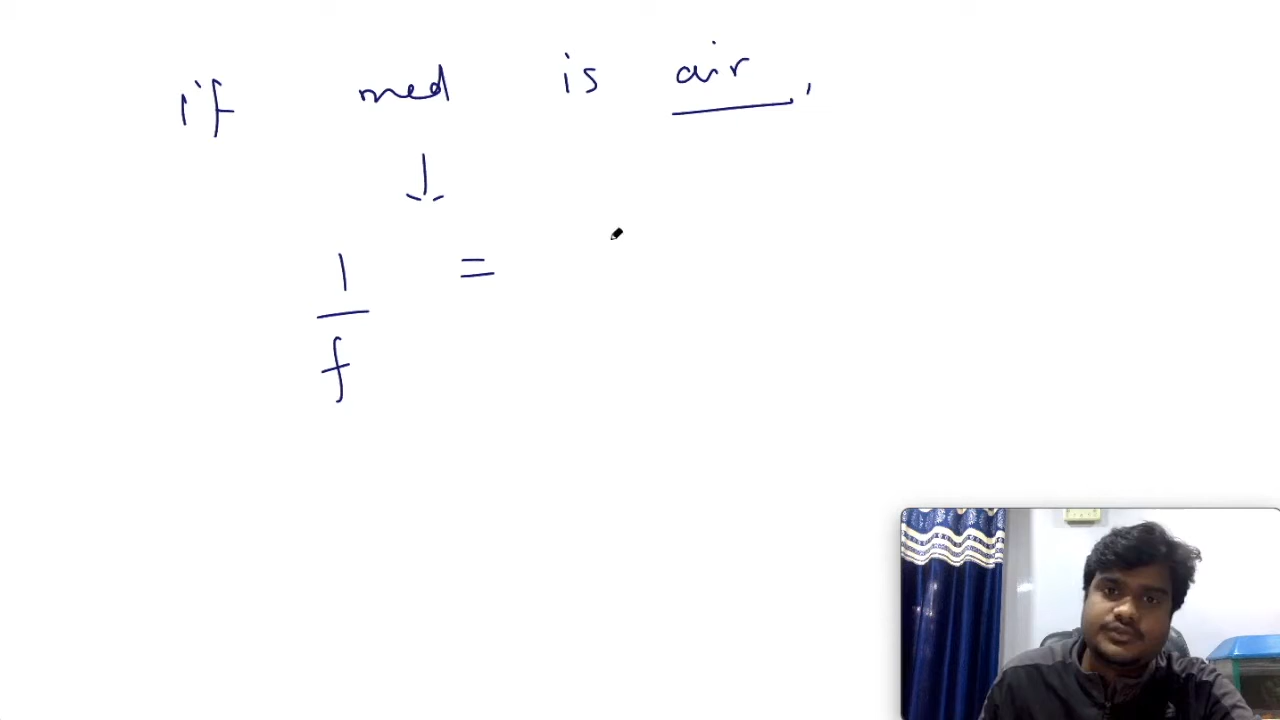 if med is air,
↓
1 =
f